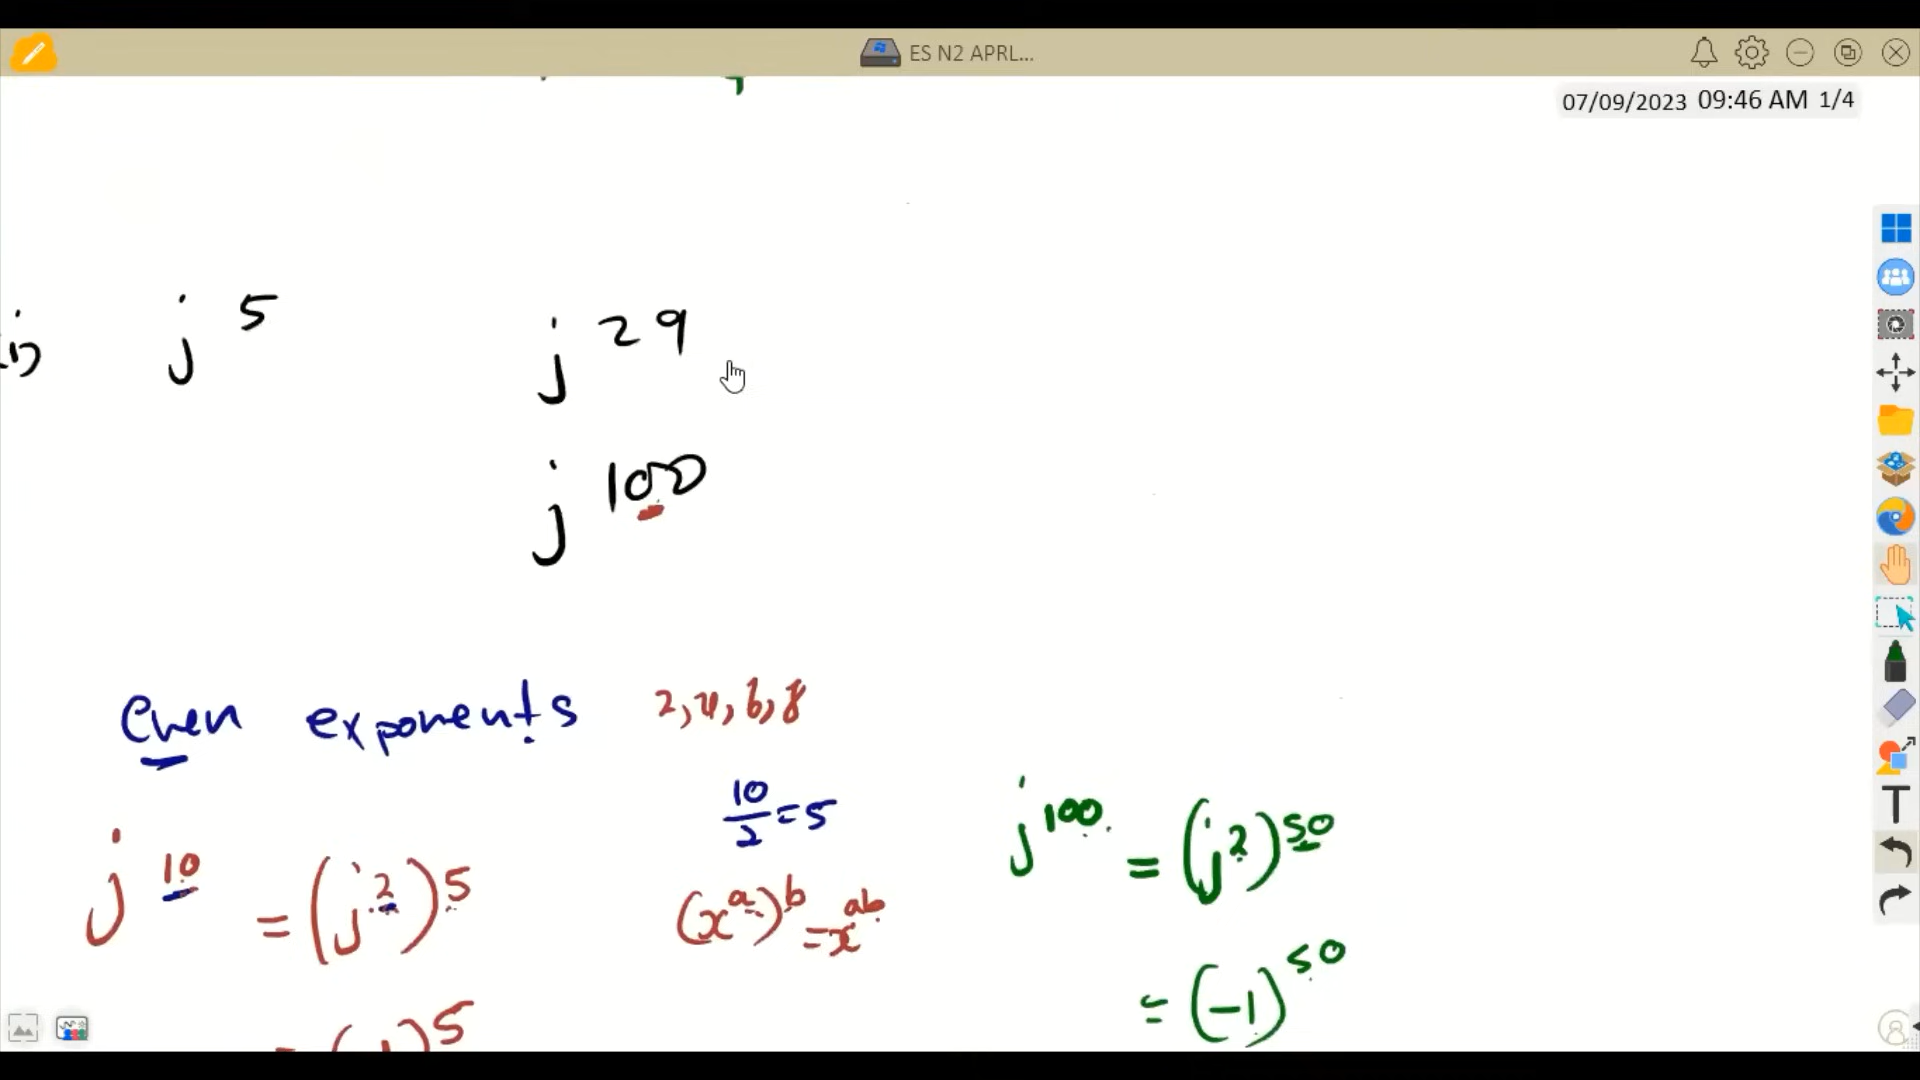 ES N2 APRL...
07/09/2023 09:46 AM 1/4
j^5 j^29
j^100
Even exponents 2,4,6,8
10/2=5
j^10 = (j^2)^5
(x^a)^b=x^ab
j^100 = (j^2)^50
= (-1)^50
T